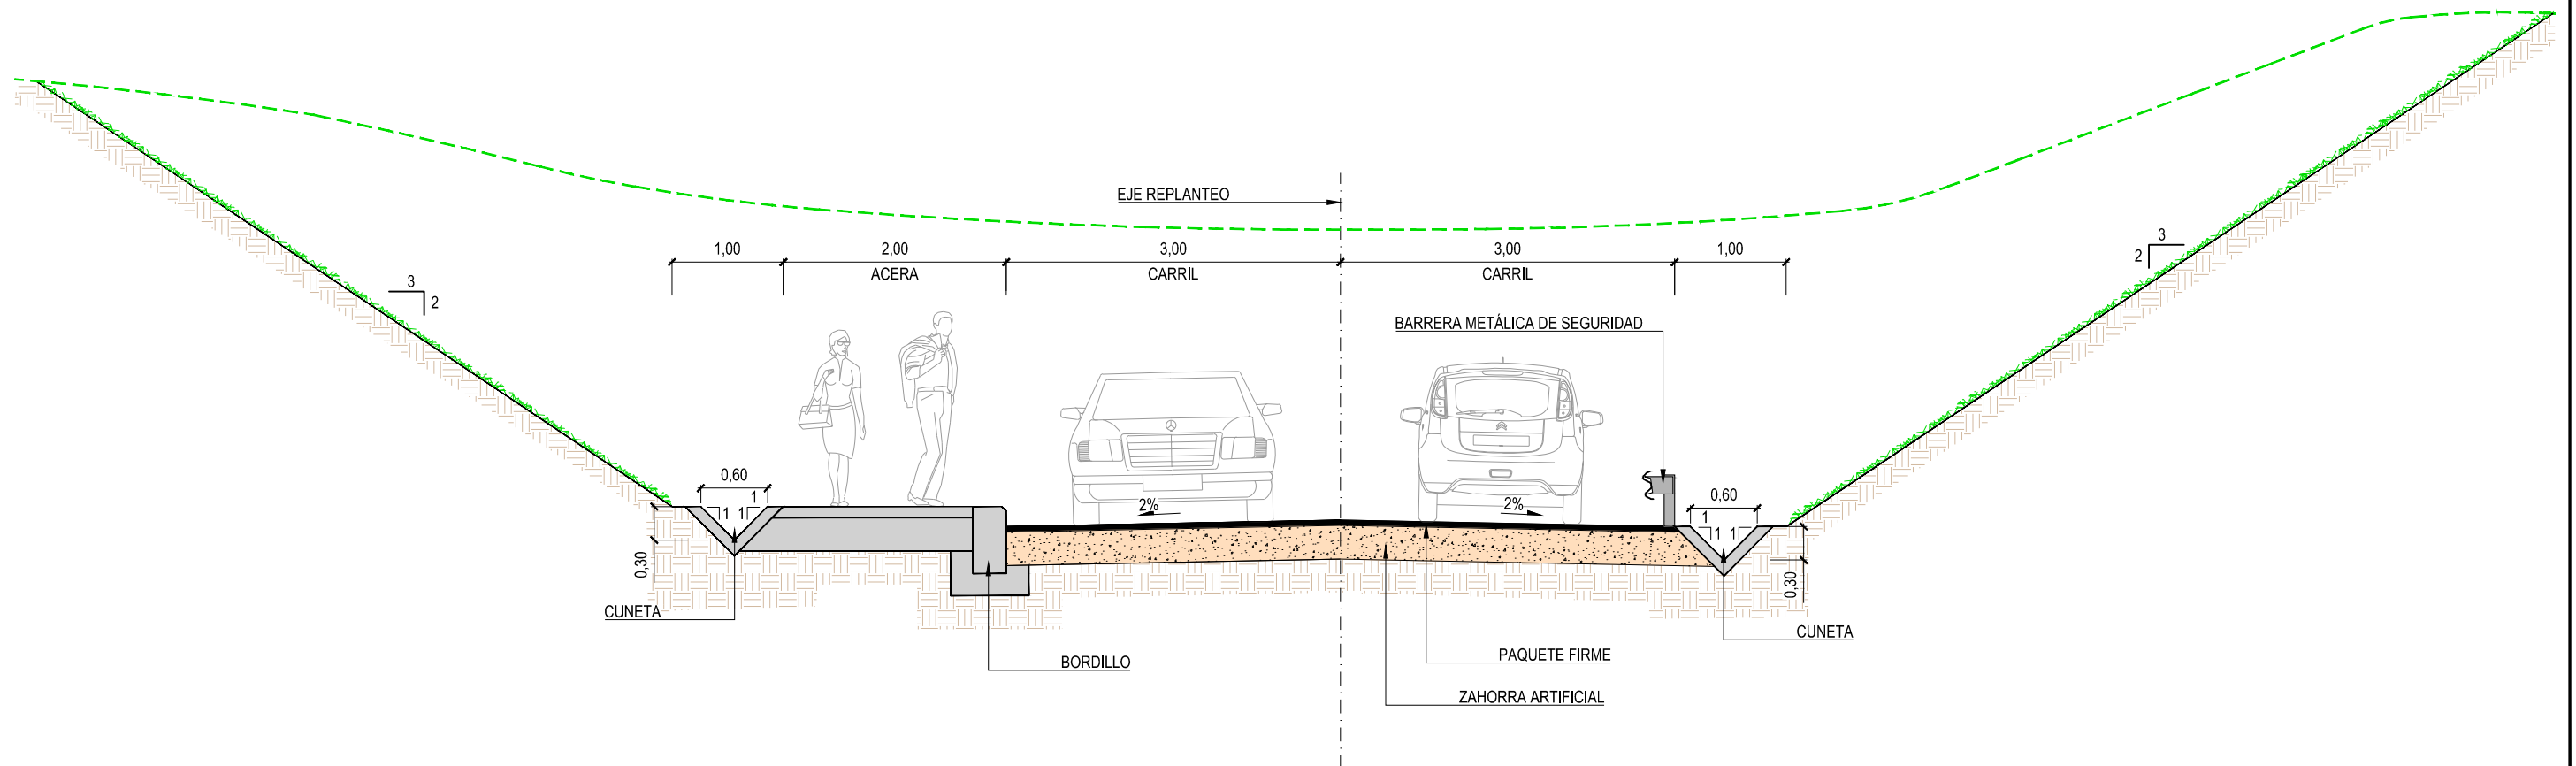 EJE REPLANTEO
1,00
2,00
3,00
3,00
1,00
ACERA
CARRIL
CARRIL
3
2
3
2
BARRERA METÁLICA DE SEGURIDAD
0,60
1
1 1
2%
2%
0,60
1
1 1
0,30
0,30
CUNETA
CUNETA
BORDILLO
PAQUETE FIRME
ZAHORRA ARTIFICIAL